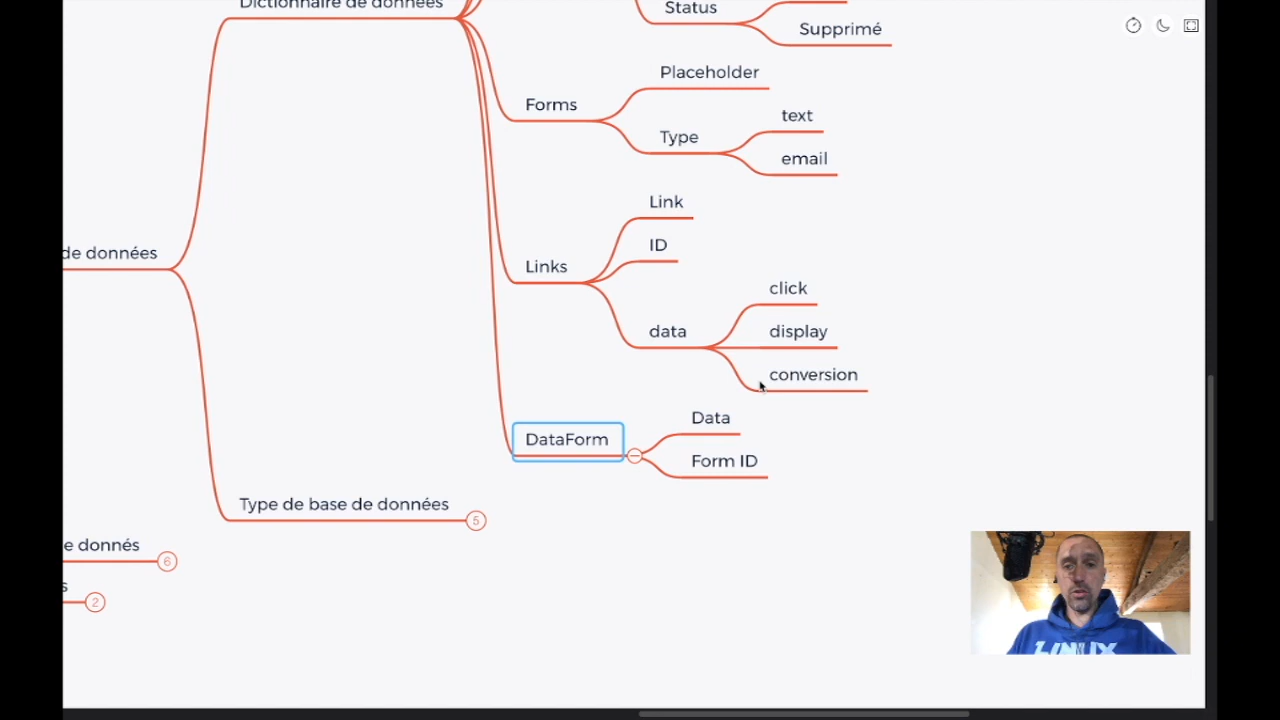 Dictionnaire de données
Status
Supprimé
Placeholder
Forms
text
Type
email
Link
ID
Links
click
data
display
conversion
Data
DataForm
Form ID
de données
Type de base de données
5
e donnés
6
s
2
LINUX